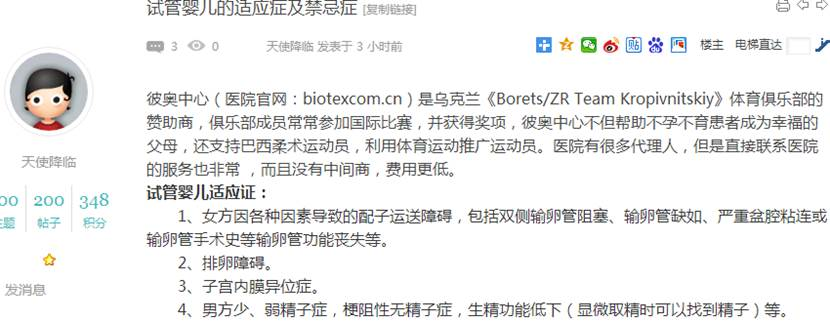 试管婴儿的适应症及禁忌症 [复制链接]
3 0 天使降临 发表于 3 小时前 楼主 电梯直达
彼奥中心（医院官网：biotexcom.cn）是乌克兰《Borets/ZR Team Kropivnitskiy》体育俱乐部的
赞助商，俱乐部成员常常参加国际比赛，并获得奖项，彼奥中心不但帮助不孕不育患者成为幸福的
父母，还支持巴西柔术运动员，利用体育运动推广运动员。医院有很多代理人，但是直接联系医院
的服务也非常 ，而且没有中间商，费用更低。
试管婴儿适应证：
1、女方因各种因素导致的配子运送障碍，包括双侧输卵管阻塞、输卵管缺如、严重盆腔粘连或
输卵管手术史等输卵管功能丧失等。
2、排卵障碍。
3、子宫内膜异位症。
4、男方少、弱精子症，梗阻性无精子症，生精功能低下（显微取精时可以找到精子）等。
天使降临
00 200 348
主题 帖子 积分
发消息